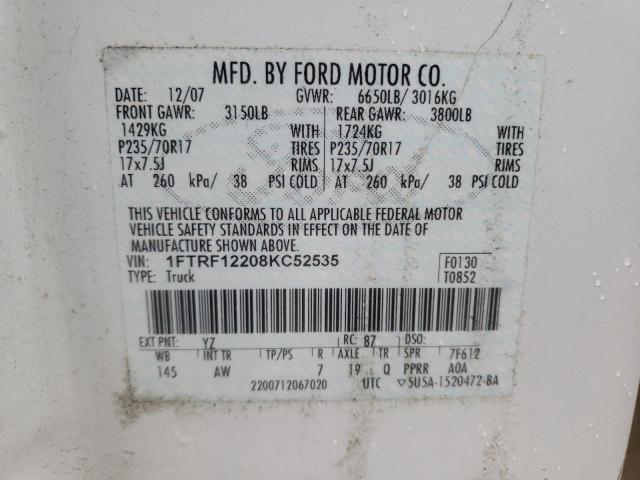 MFD. BY FORD MOTOR CO.
DATE: 12/07 GVWR: 6650LB/ 3016KG
FRONT GAWR: 3150LB REAR GAWR: 3800LB
1429KG WITH 1724KG WITH
P235/70R17 TIRES P235/70R17 TIRES
17x7.5J RIMS 17x7.5J RIMS
AT 260 kPa/ 38 PSI COLD AT 260 kPa/ 38 PSI COLD
THIS VEHICLE CONFORMS TO ALL APPLICABLE FEDERAL MOTOR
VEHICLE SAFETY STANDARDS IN EFFECT ON THE DATE OF
MANUFACTURE SHOWN ABOVE.
VIN: 1FTRF12208KC52535 F0130
TYPE: Truck T0852
EXT PNT: YZ RC: 87 DSO:
WB INT TR TP/PS R AXLE TR SPR 7F612
145 AW 7 19 Q PPRR A0A
2200712067020 UTC 5U5A-1520472-BA